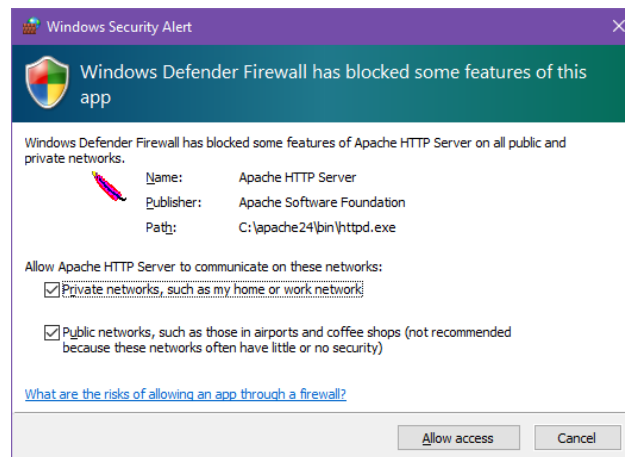 Windows Security Alert
Windows Defender Firewall has blocked some features of this
app
Windows Defender Firewall has blocked some features of Apache HTTP Server on all public and
private networks.
Name: Apache HTTP Server
Publisher: Apache Software Foundation
Path: C:\apache24\bin\httpd.exe
Allow Apache HTTP Server to communicate on these networks:
Private networks, such as my home or work network
Public networks, such as those in airports and coffee shops (not recommended
because these networks often have little or no security)
What are the risks of allowing an app through a firewall?
Allow access Cancel